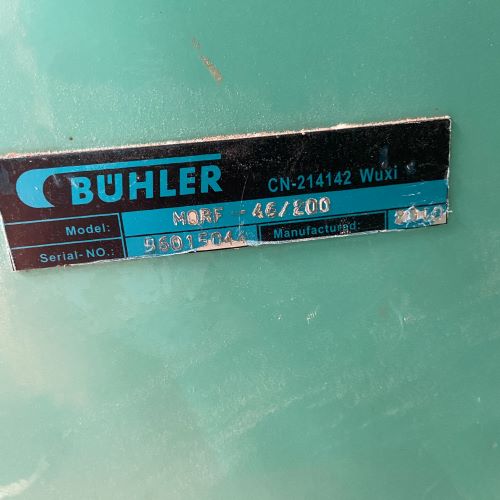 BÜHLER CN-214142 Wuxi
Model: MQRF - 46/200
Serial-NO.: Manufactured: